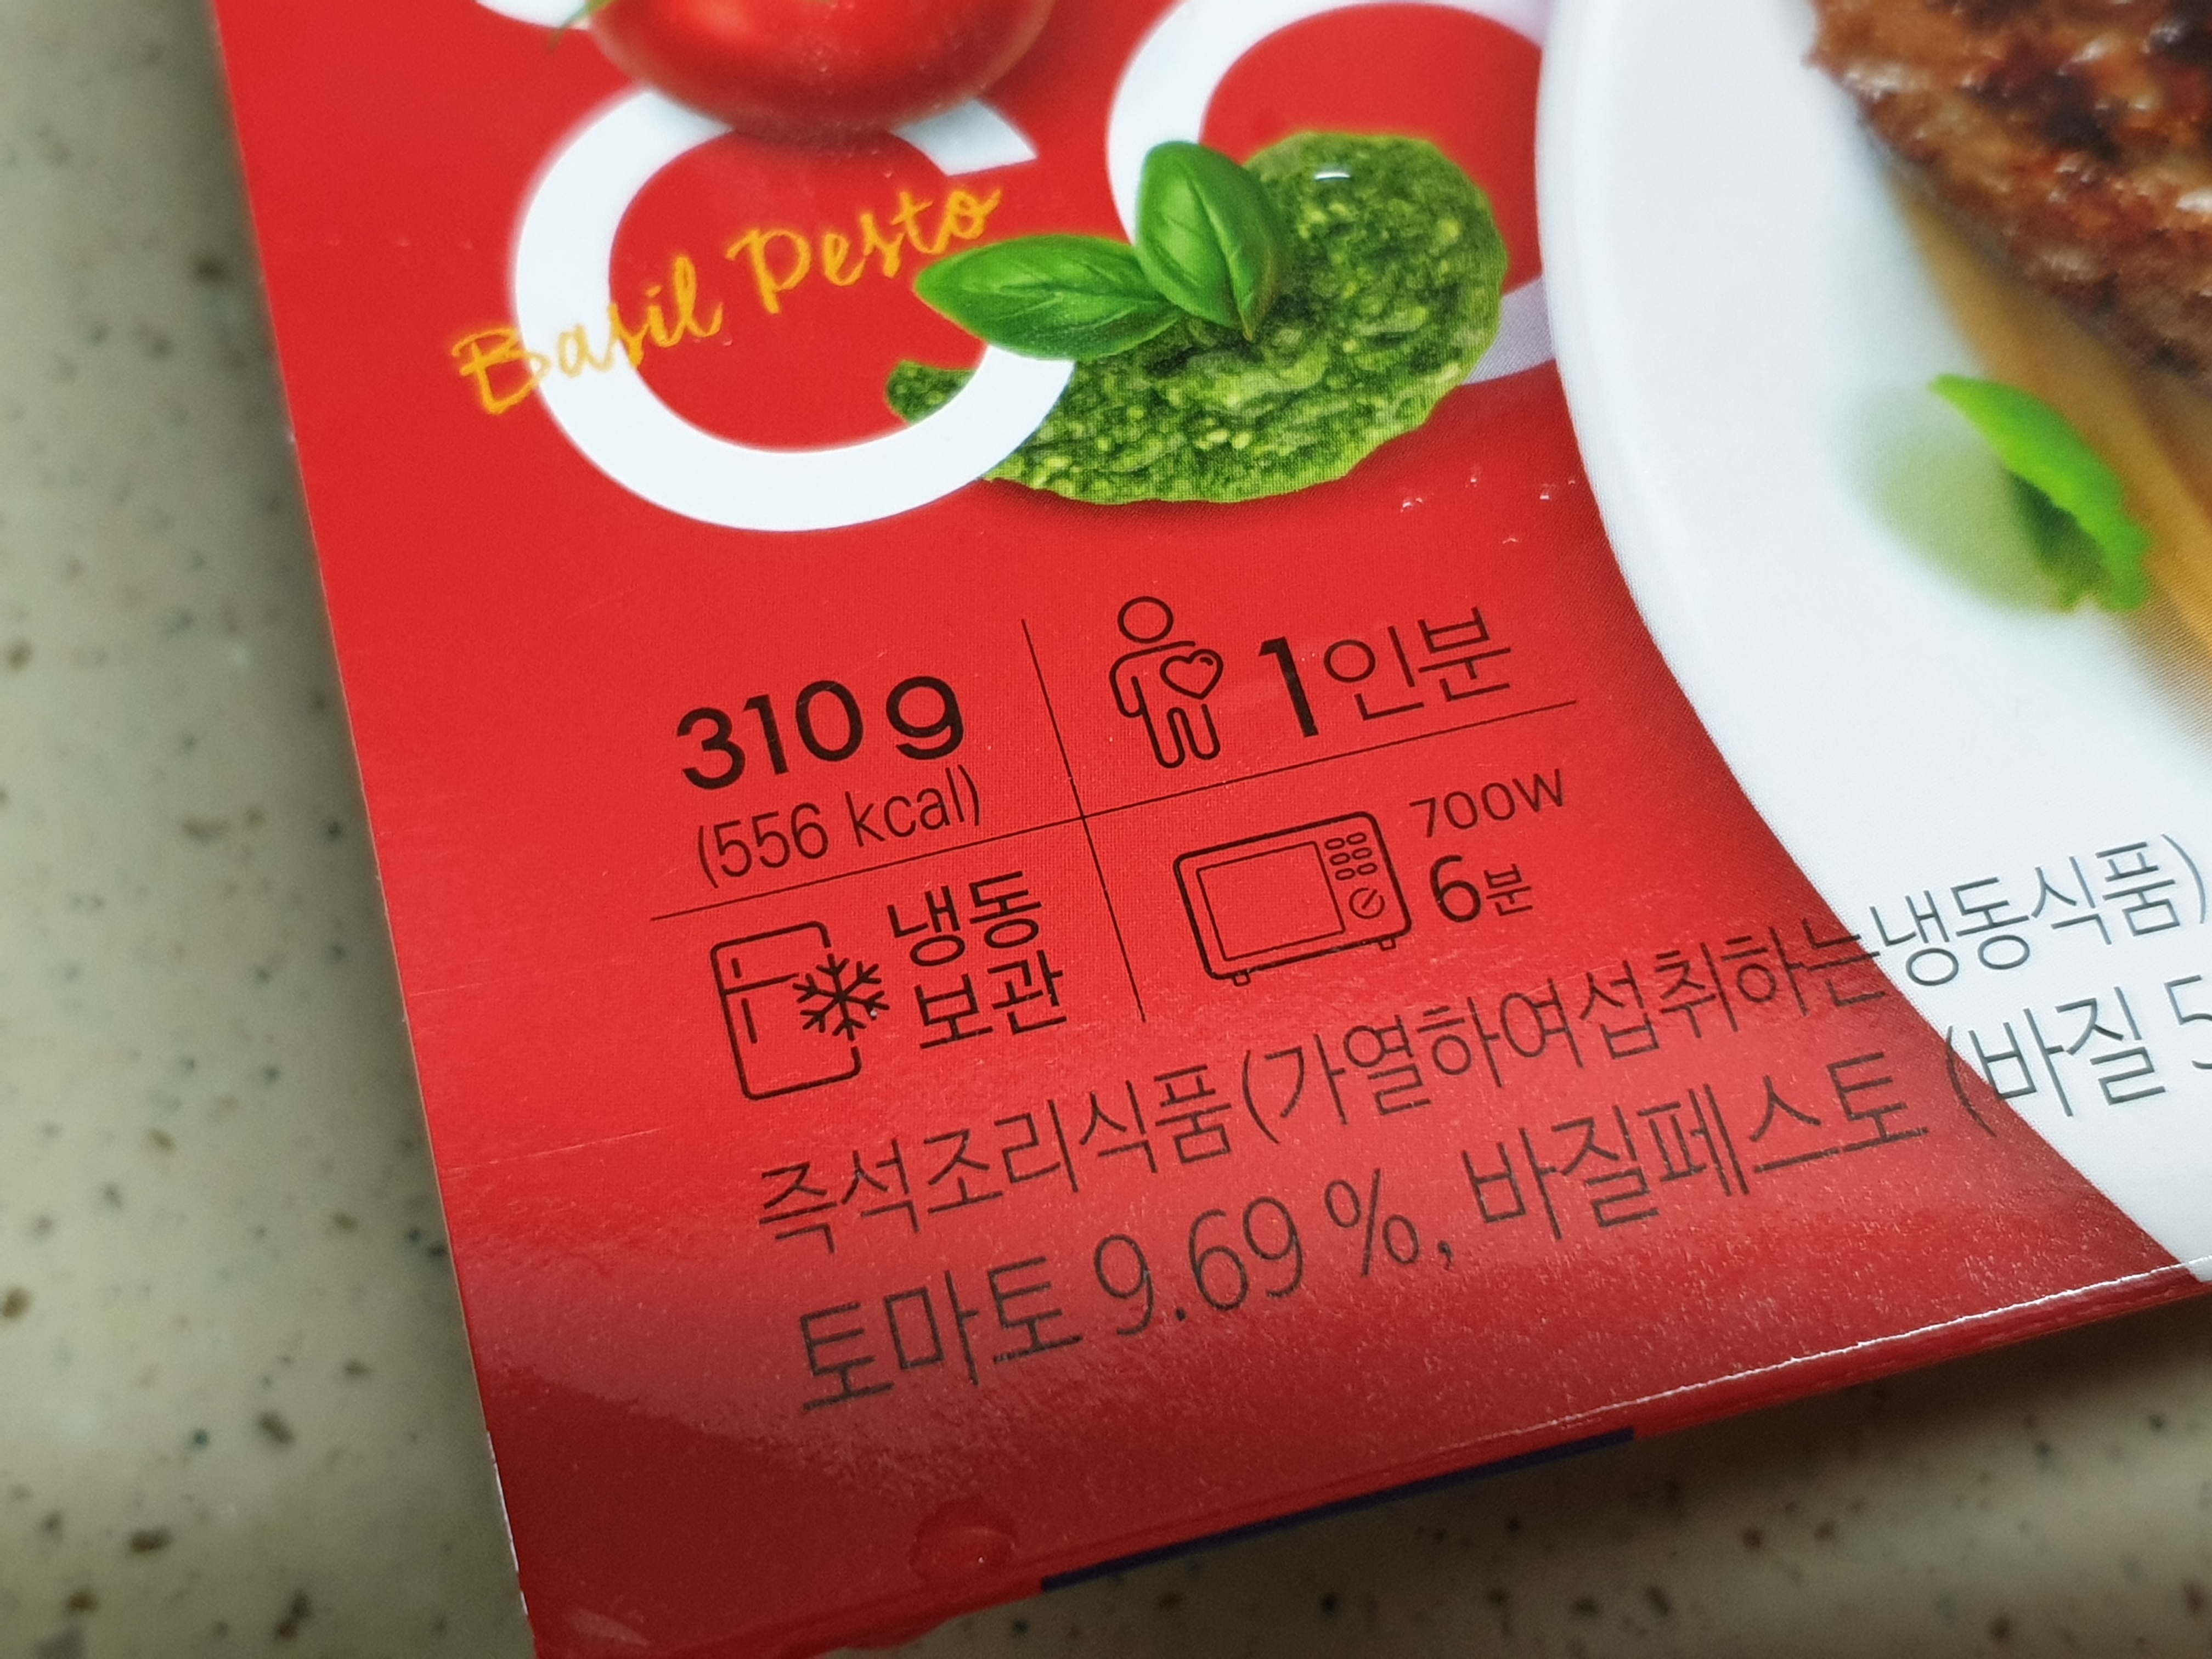 Basil Pesto
310 g
(556 kcal)
1인분
냉동
보관
700W
6분
즉석조리식품(가열하여섭취하는냉동식품)
토마토 9.69 %, 바질페스토 (바질 5